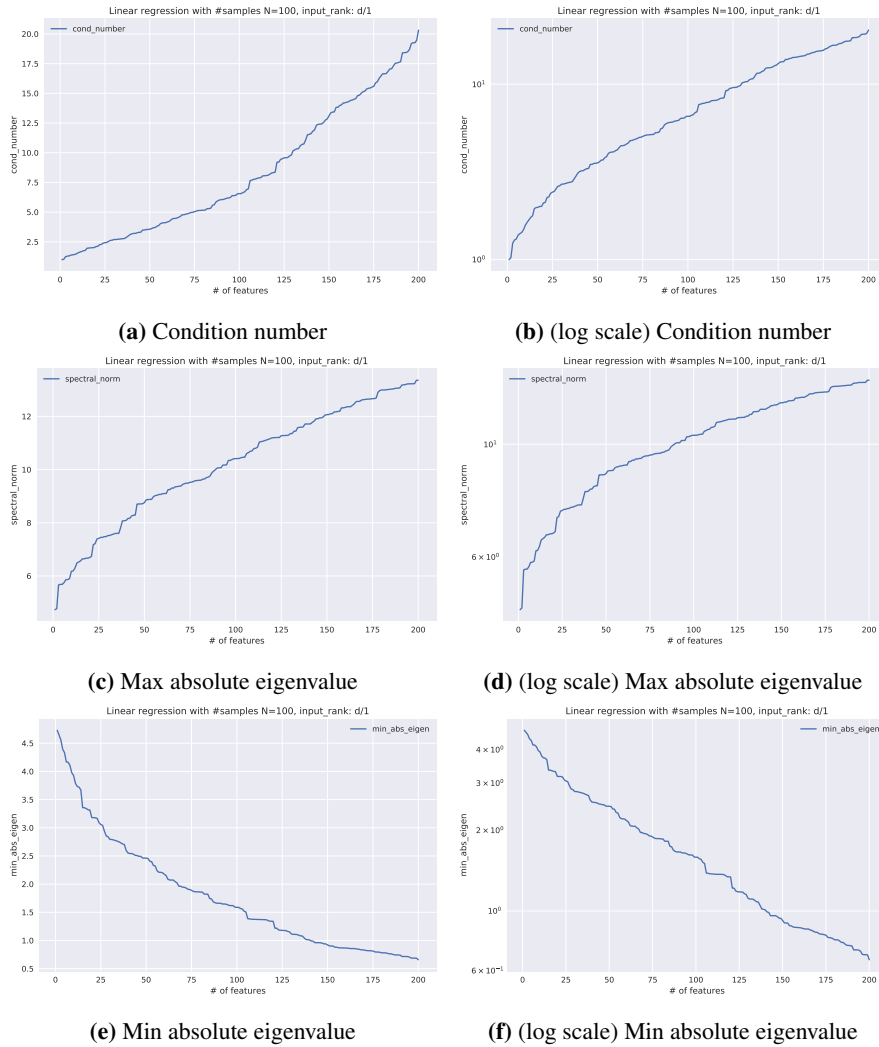 Linear regression with #samples N=100, input_rank: d/1
cond_number
20.0
17.5
15.0
12.5
10.0
7.5
5.0
2.5
cond_number
0 25 50 75 100 125 150 175 200
# of features
(a) Condition number
Linear regression with #samples N=100, input_rank: d/1
cond_number
10¹
10⁰
cond_number
0 25 50 75 100 125 150 175 200
# of features
(b) (log scale) Condition number
Linear regression with #samples N=100, input_rank: d/1
spectral_norm
12
10
8
6
spectral_norm
0 25 50 75 100 125 150 175 200
# of features
(c) Max absolute eigenvalue
Linear regression with #samples N=100, input_rank: d/1
spectral_norm
10¹
6 × 10⁰
spectral_norm
0 25 50 75 100 125 150 175 200
# of features
(d) (log scale) Max absolute eigenvalue
Linear regression with #samples N=100, input_rank: d/1
min_abs_eigen
4.5
4.0
3.5
3.0
2.5
2.0
1.5
1.0
0.5
min_abs_eigen
0 25 50 75 100 125 150 175 200
# of features
(e) Min absolute eigenvalue
Linear regression with #samples N=100, input_rank: d/1
min_abs_eigen
4 × 10⁰
3 × 10⁰
2 × 10⁰
10⁰
6 × 10⁻¹
min_abs_eigen
0 25 50 75 100 125 150 175 200
# of features
(f) (log scale) Min absolute eigenvalue